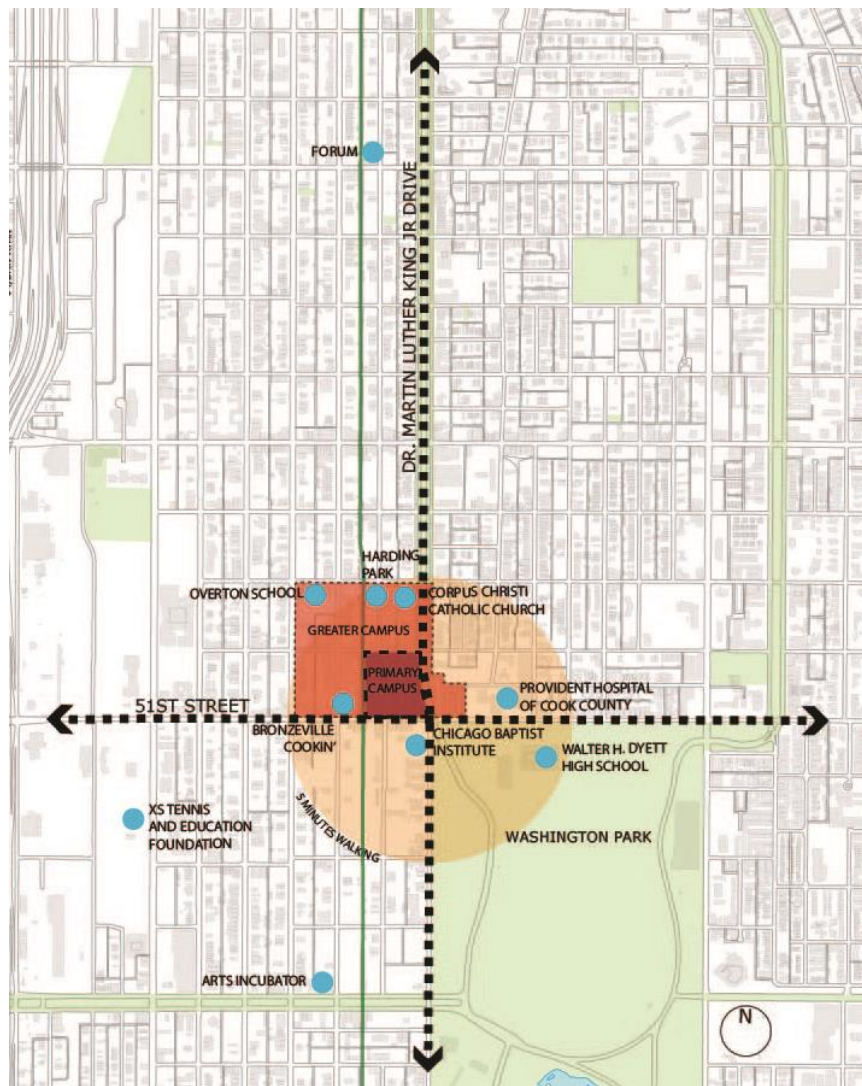 FORUM
DR. MARTIN LUTHER KING JR DRIVE
HARDING
PARK
OVERTON SCHOOL
CORPUS CHRISTI
CATHOLIC CHURCH
GREATER CAMPUS
PRIMARY
CAMPUS
PROVIDENT HOSPITAL
OF COOK COUNTY
51ST STREET
BRONZEVILLE
COOKIN'
CHICAGO BAPTIST
INSTITUTE
WALTER H. DYETT
HIGH SCHOOL
XS TENNIS
AND EDUCATION
FOUNDATION
5 MINUTES WALKING
WASHINGTON PARK
ARTS INCUBATOR
N